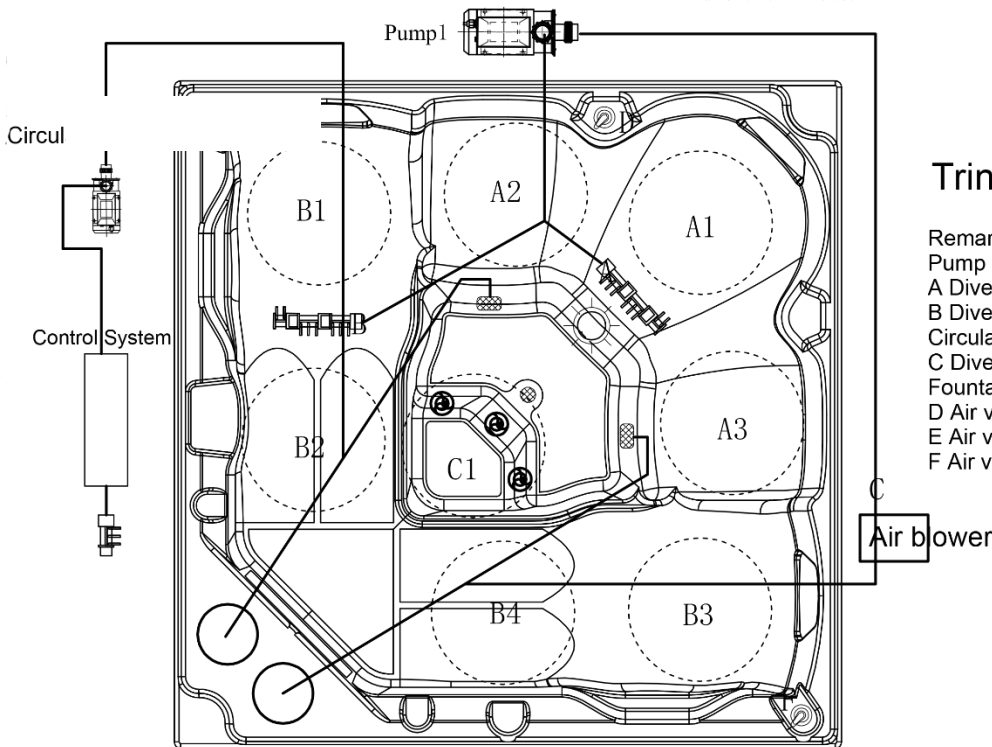 Pump1
Circul
D
A2
B1
A1
Trin
Remar
Pump
A Dive
B Dive
Circula
C Dive
Founta
D Air v
E Air v
F Air v
Control System
A3
B2
C1
C
Air blower
B4
B3